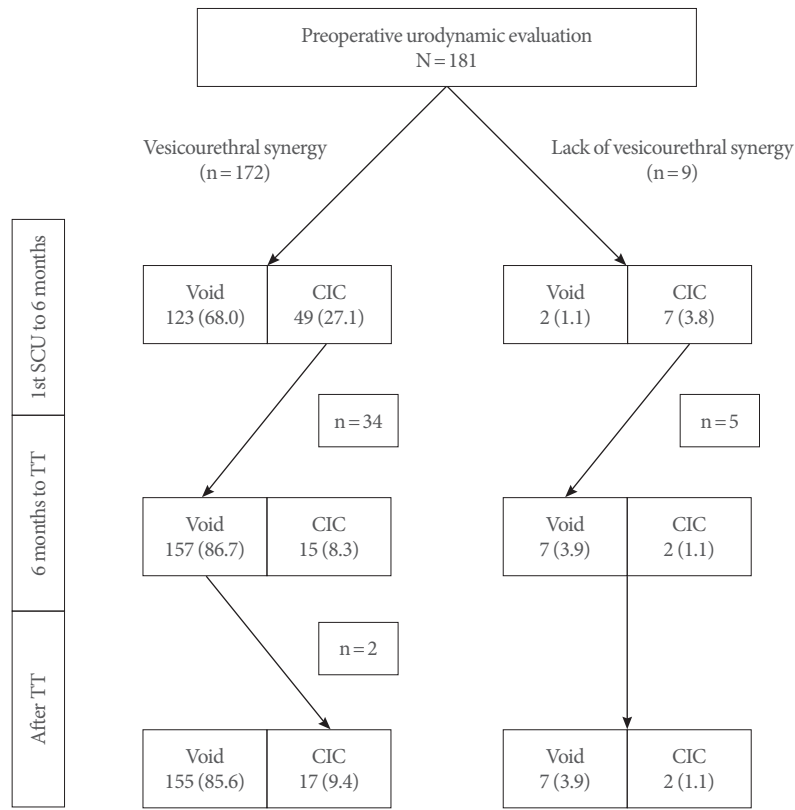 Preoperative urodynamic evaluation
N=181
Vesicourethral synergy
(n=172)
Lack of vesicourethral synergy
(n=9)
1st SCU to 6 months
Void
123 (68.0)
CIC
49 (27.1)
Void
2 (1.1)
CIC
7 (3.8)
n=34
n=5
6 months to TT
Void
157 (86.7)
CIC
15 (8.3)
Void
7 (3.9)
CIC
2 (1.1)
n=2
After TT
Void
155 (85.6)
CIC
17 (9.4)
Void
7 (3.9)
CIC
2 (1.1)